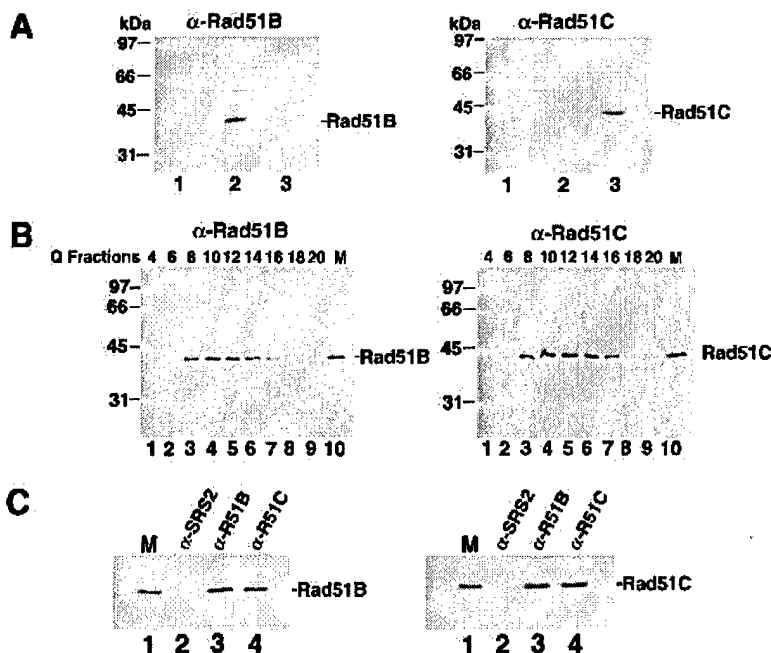 A
kDa α-Rad51B
97–
66–
45–
31–
-Rad51B
1 2 3
kDa α-Rad51C
97–
66–
45–
31–
-Rad51C
1 2 3
B
α-Rad51B
Q Fractions 4 6 8 10 12 14 16 18 20 M
97–
66–
45–
31–
-Rad51B
1 2 3 4 5 6 7 8 9 10
α-Rad51C
4 6 8 10 12 14 16 18 20 M
97–
66–
45–
31–
Rad51C
1 2 3 4 5 6 7 8 9 10
C
M α-SRS2 α-R51B α-R51C
-Rad51B
1 2 3 4
M α-SRS2 α-R51B α-R51C
-Rad51C
1 2 3 4